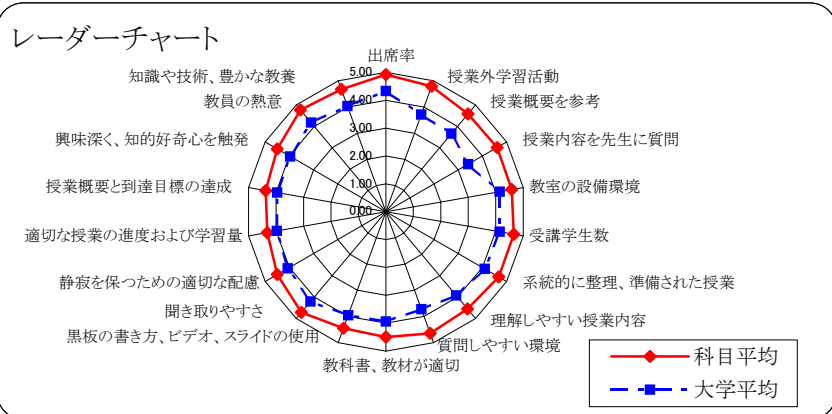 レーダーチャート
出席率
授業外学習活動
授業概要を参考
授業内容を先生に質問
教室の設備環境
受講学生数
系統的に整理、準備された授業
理解しやすい授業内容
質問しやすい環境
教科書、教材が適切
黒板の書き方、ビデオ、スライドの使用
聞き取りやすさ
静寂を保つための適切な配慮
適切な授業の進度および学習量
授業概要と到達目標の達成
興味深く、知的好奇心を触発
教員の熱意
知識や技術、豊かな教養
5.00
4.00
3.00
2.00
1.00
0.00
科目平均
大学平均